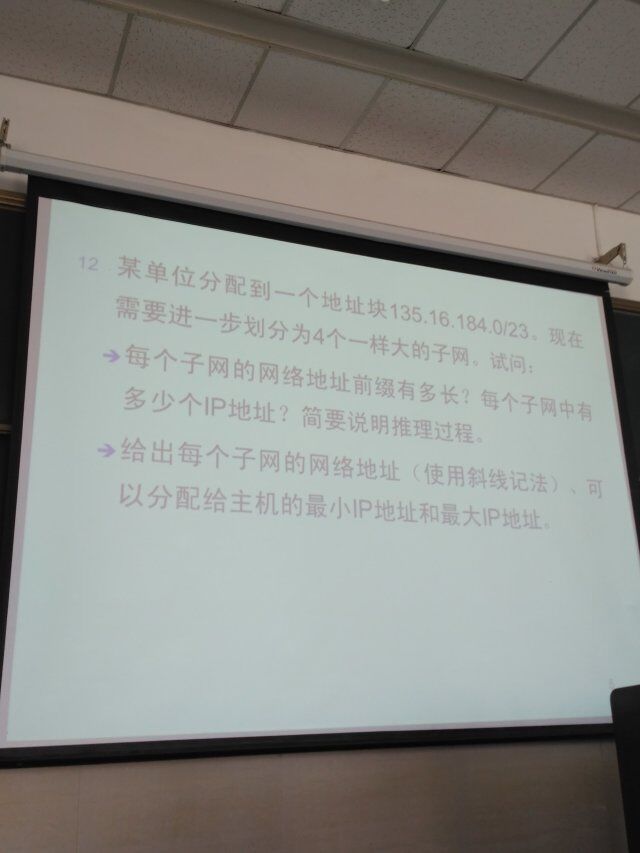 12 某单位分配到一个地址块135.16.184.0/23。现在
需要进一步划分为4个一样大的子网。试问：
➔每个子网的网络地址前缀有多长？每个子网中有
多少个IP地址？简要说明推理过程。
➔给出每个子网的网络地址（使用斜线记法）、可
以分配给主机的最小IP地址和最大IP地址。